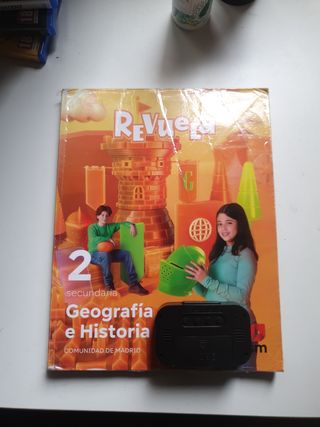 REVUELA
2
secundaria
Geografía
e Historia
COMUNIDAD DE MADRID